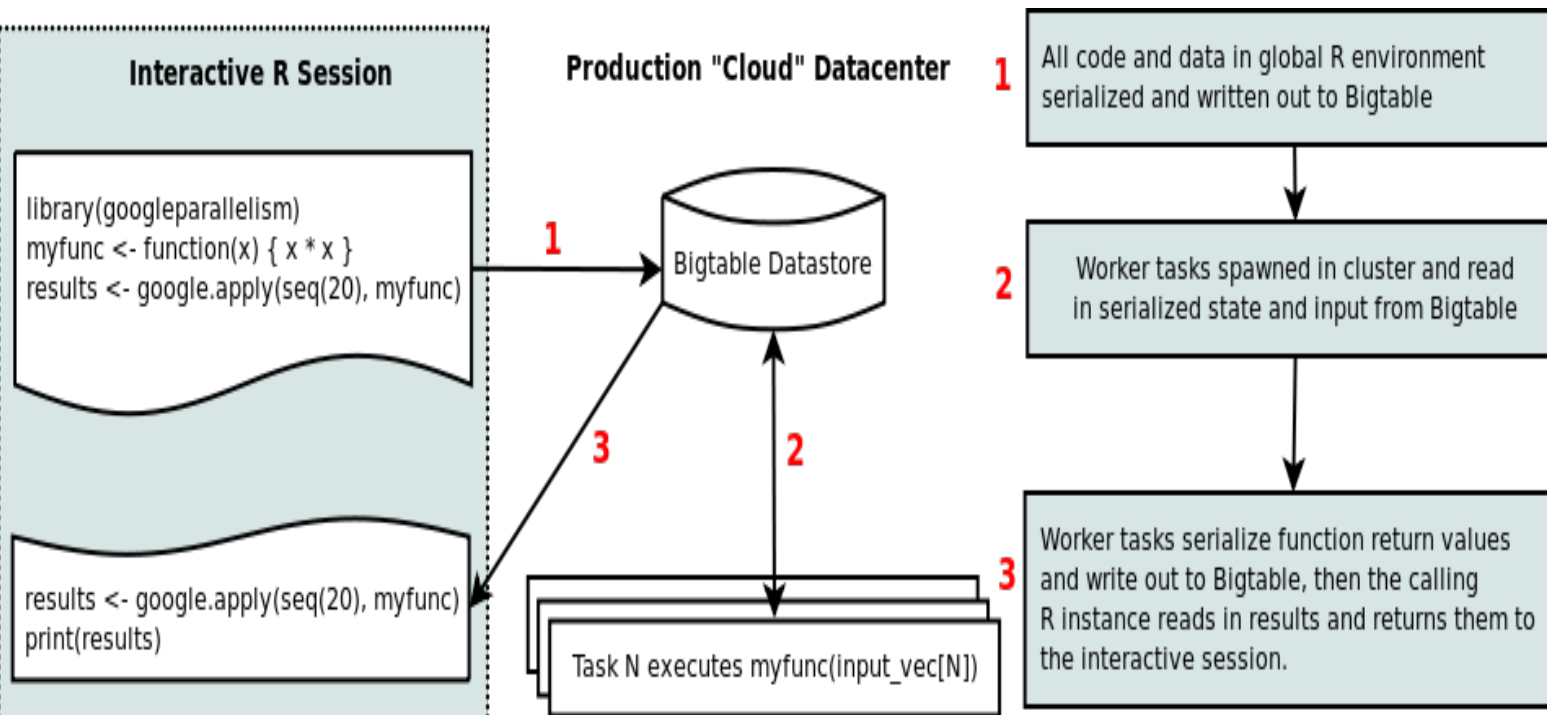 Interactive R Session
library(googleparallelism)
myfunc <- function(x) { x * x }
results <- google.apply(seq(20), myfunc)
results <- google.apply(seq(20), myfunc)
print(results)
Production "Cloud" Datacenter
1
Bigtable Datastore
3
2
Task N executes myfunc(input_vec[N])
1
All code and data in global R environment
serialized and written out to Bigtable
2
Worker tasks spawned in cluster and read
in serialized state and input from Bigtable
3
Worker tasks serialize function return values
and write out to Bigtable, then the calling
R instance reads in results and returns them to
the interactive session.